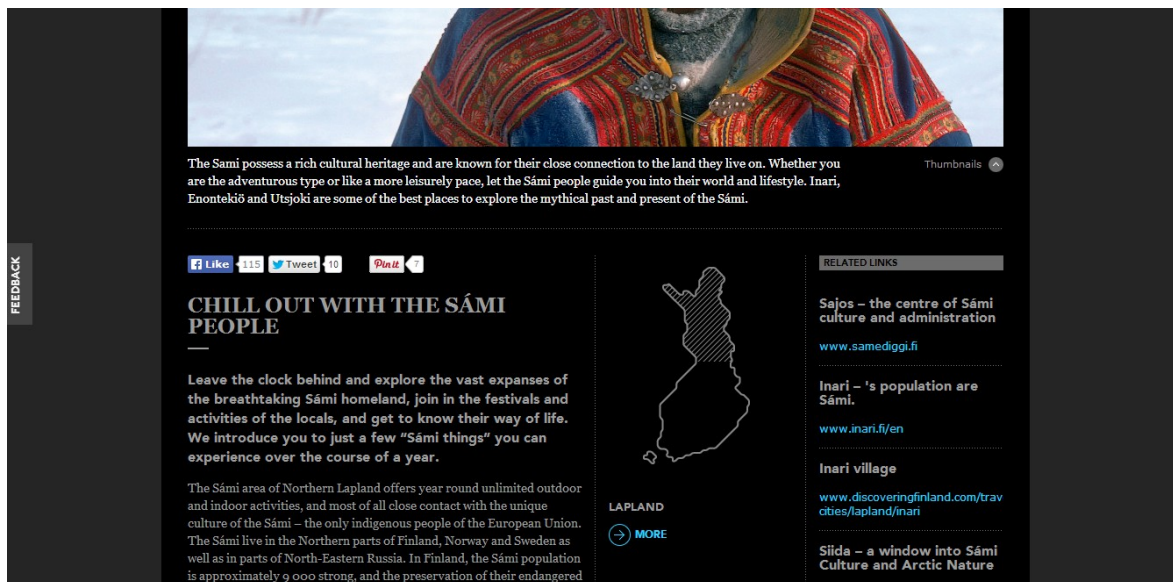 The Sami possess a rich cultural heritage and are known for their close connection to the land they live on. Whether you
are the adventurous type or like a more leisurely pace, let the Sámi people guide you into their world and lifestyle. Inari,
Enontekiö and Utsjoki are some of the best places to explore the mythical past and present of the Sámi.
Thumbnails
FEEDBACK
Like 115 Tweet 10 Pin it 7
CHILL OUT WITH THE SÁMI
PEOPLE
Leave the clock behind and explore the vast expanses of
the breathtaking Sámi homeland, join in the festivals and
activities of the locals, and get to know their way of life.
We introduce you to just a few “Sámi things” you can
experience over the course of a year.
The Sámi area of Northern Lapland offers year round unlimited outdoor
and indoor activities, and most of all close contact with the unique
culture of the Sámi – the only indigenous people of the European Union.
The Sámi live in the Northern parts of Finland, Norway and Sweden as
well as in parts of North-Eastern Russia. In Finland, the Sámi population
is approximately 9 000 strong, and the preservation of their endangered
LAPLAND
MORE
RELATED LINKS
Sajos – the centre of Sámi
culture and administration
www.samediggi.fi
Inari – 's population are
Sámi.
www.inari.fi/en
Inari village
www.discoveringfinland.com/trav
cities/lapland/inari
Siida – a window into Sámi
Culture and Arctic Nature